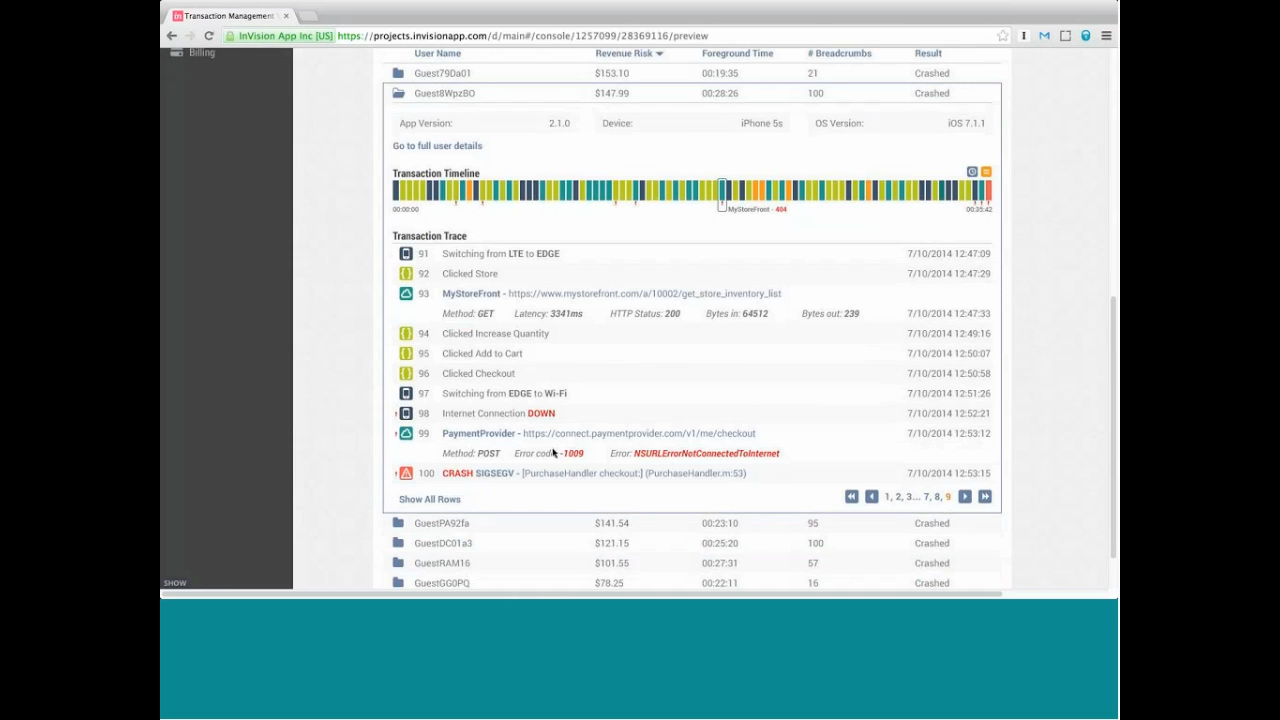 in Transaction Management
InVision App Inc [US] https://projects.invisionapp.com/d/main#/console/1257099/28369116/preview
Billing
User Name Revenue Risk Foreground Time # Breadcrumbs Result
Guest79Da01 $153.10 00:19:35 21 Crashed
Guest8WpzBO $147.99 00:28:26 100 Crashed
App Version: 2.1.0 Device: iPhone 5s OS Version: iOS 7.1.1
Go to full user details
Transaction Timeline
00:00:00 MyStoreFront - 404 00:35:42
Transaction Trace
91 Switching from LTE to EDGE 7/10/2014 12:47:09
92 Clicked Store 7/10/2014 12:47:29
93 MyStoreFront - https://www.mystorefront.com/a/10002/get_store_inventory_list
Method: GET Latency: 3341ms HTTP Status: 200 Bytes in: 64512 Bytes out: 239 7/10/2014 12:47:33
94 Clicked Increase Quantity 7/10/2014 12:49:16
95 Clicked Add to Cart 7/10/2014 12:50:07
96 Clicked Checkout 7/10/2014 12:50:58
97 Switching from EDGE to Wi-Fi 7/10/2014 12:51:26
98 Internet Connection DOWN 7/10/2014 12:52:21
99 PaymentProvider - https://connect.paymentprovider.com/v1/me/checkout 7/10/2014 12:53:12
Method: POST Error code: -1009 Error: NSURLErrorNotConnectedToInternet
100 CRASH SIGSEGV - [PurchaseHandler checkout:] (PurchaseHandler.m:53) 7/10/2014 12:53:15
Show All Rows 1, 2, 3... 7, 8, 9
GuestPA92fa $141.54 00:23:10 95 Crashed
GuestDC01a3 $121.15 00:25:20 100 Crashed
GuestRAM16 $101.55 00:27:31 57 Crashed
GuestGG0PQ $78.25 00:22:11 16 Crashed
SHOW